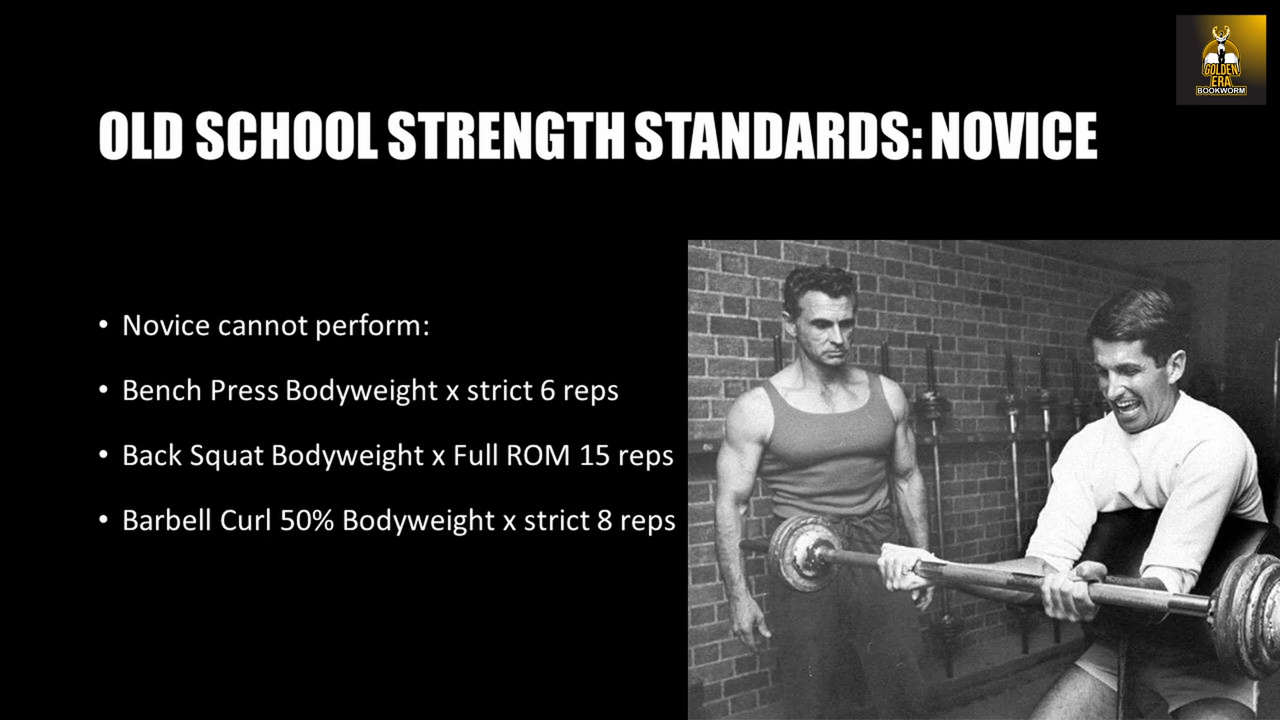 GOLDEN
ERA
BOOKWORM
OLD SCHOOL STRENGTH STANDARDS: NOVICE
• Novice cannot perform:
• Bench Press Bodyweight x strict 6 reps
• Back Squat Bodyweight x Full ROM 15 reps
• Barbell Curl 50% Bodyweight x strict 8 reps